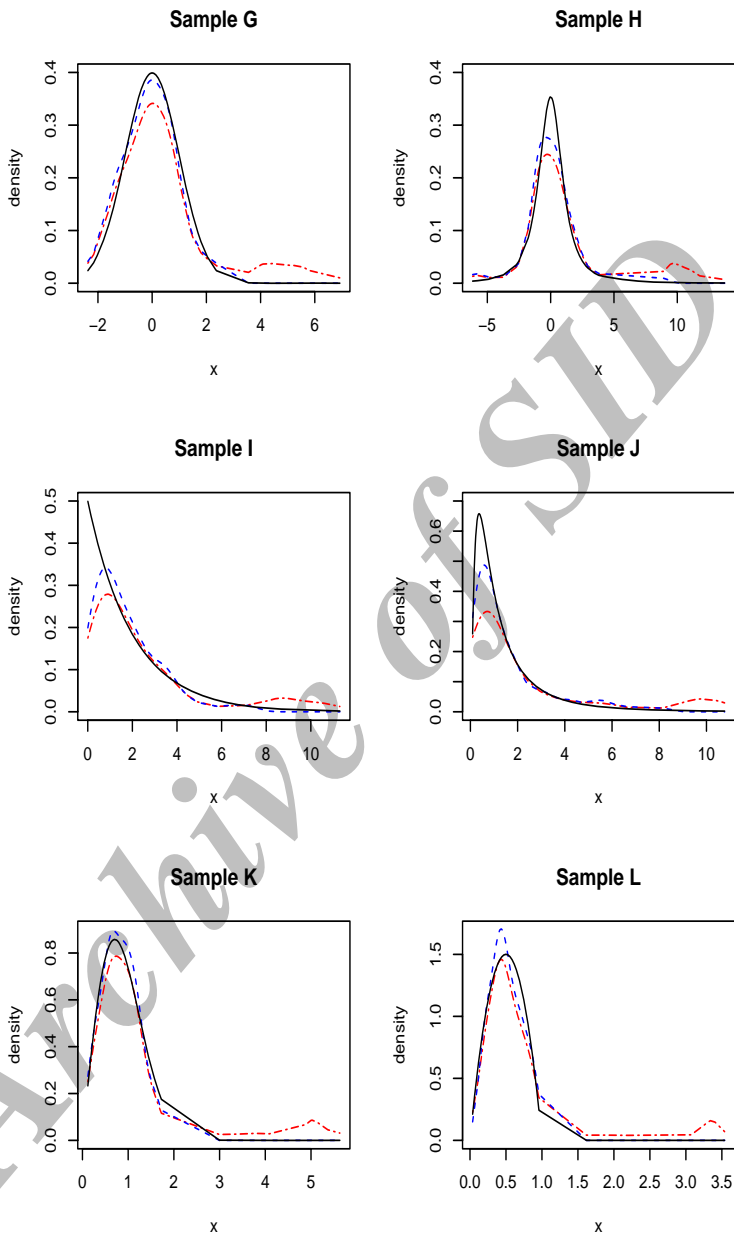 Sample G
Sample H
density
0.0 0.1 0.2 0.3 0.4
−2 0 2 4 6
x
density
0.0 0.1 0.2 0.3 0.4
−5 0 5 10
x
Sample I
Sample J
density
0.0 0.1 0.2 0.3 0.4 0.5
0 2 4 6 8 10
x
density
0.0 0.2 0.4 0.6
0 2 4 6 8 10
x
Sample K
Sample L
density
0.0 0.2 0.4 0.6 0.8
0 1 2 3 4 5
x
density
0.0 0.5 1.0 1.5
0.0 0.5 1.0 1.5 2.0 2.5 3.0 3.5
x
Archive of SID